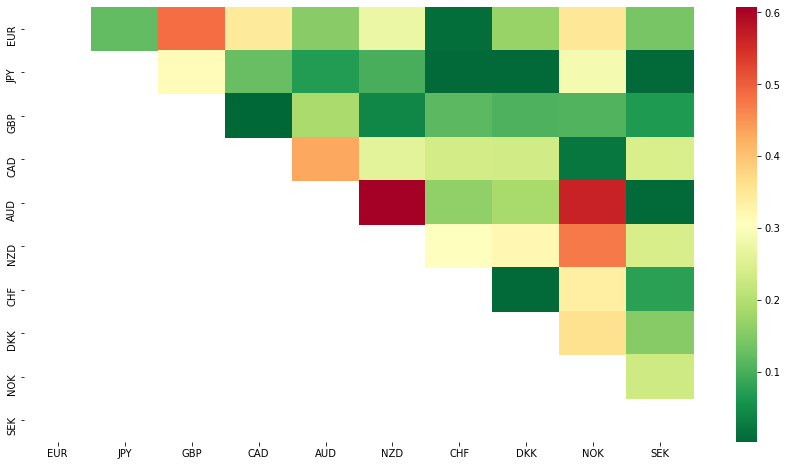 EUR
JPY
GBP
CAD
AUD
NZD
CHF
DKK
NOK
SEK
EUR JPY GBP CAD AUD NZD CHF DKK NOK SEK
0.6
0.5
0.4
0.3
0.2
0.1